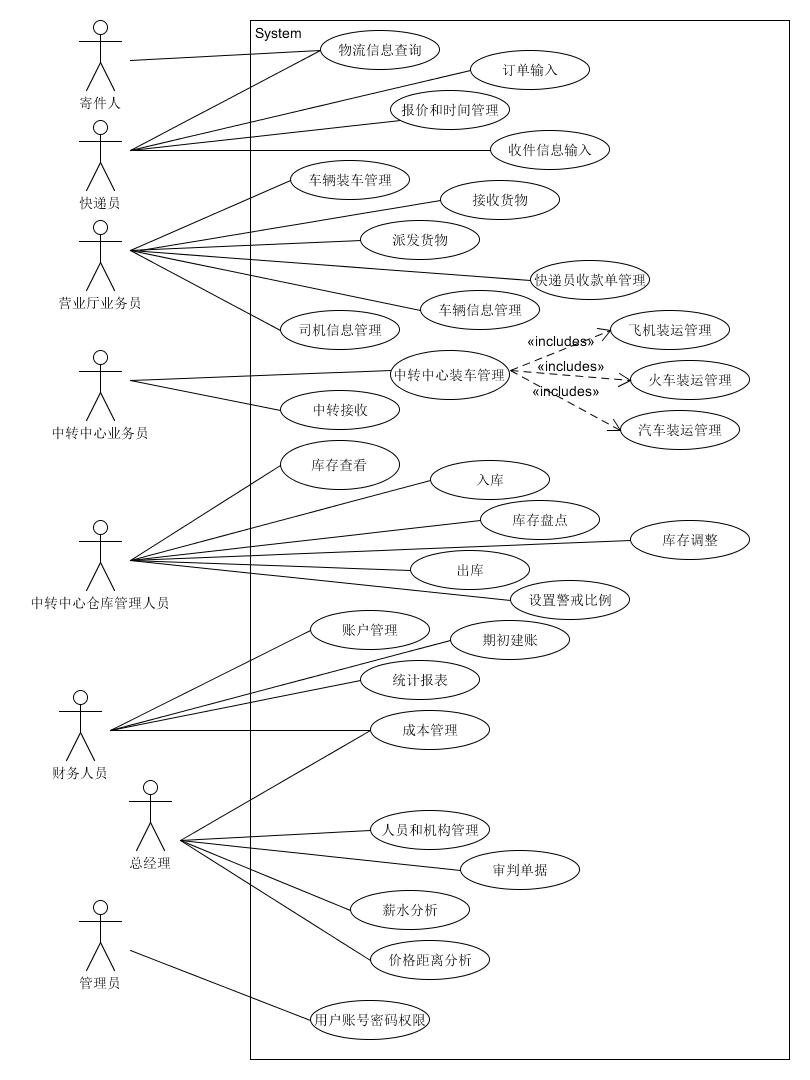 System
物流信息查询
订单输入
寄件人
报价和时间管理
收件信息输入
快递员
车辆装车管理
接收货物
派发货物
快递员收款单管理
营业厅业务员
车辆信息管理
司机信息管理
«includes»
飞机装运管理
«includes»
中转中心装车管理
火车装运管理
«includes»
中转接收
汽车装运管理
中转中心业务员
库存查看
入库
库存盘点
库存调整
出库
中转中心仓库管理人员
设置警戒比例
账户管理
期初建账
统计报表
成本管理
财务人员
人员和机构管理
总经理
审判单据
薪水分析
价格距离分析
管理员
用户账号密码权限